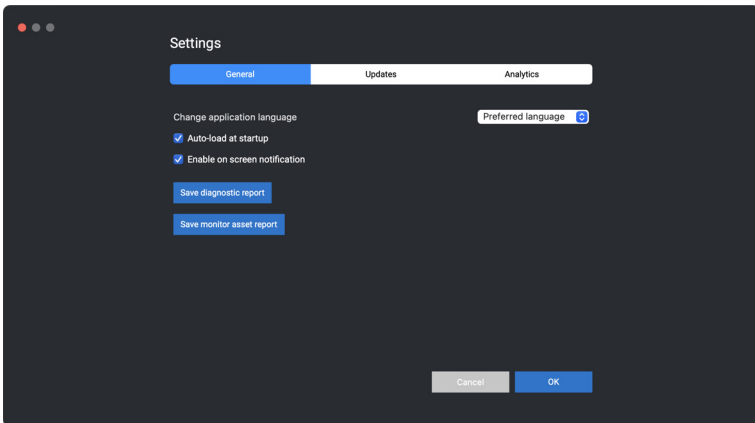 Settings
General
Updates
Analytics
Change application language
Preferred language
Auto-load at startup
Enable on screen notification
Save diagnostic report
Save monitor asset report
Cancel
OK